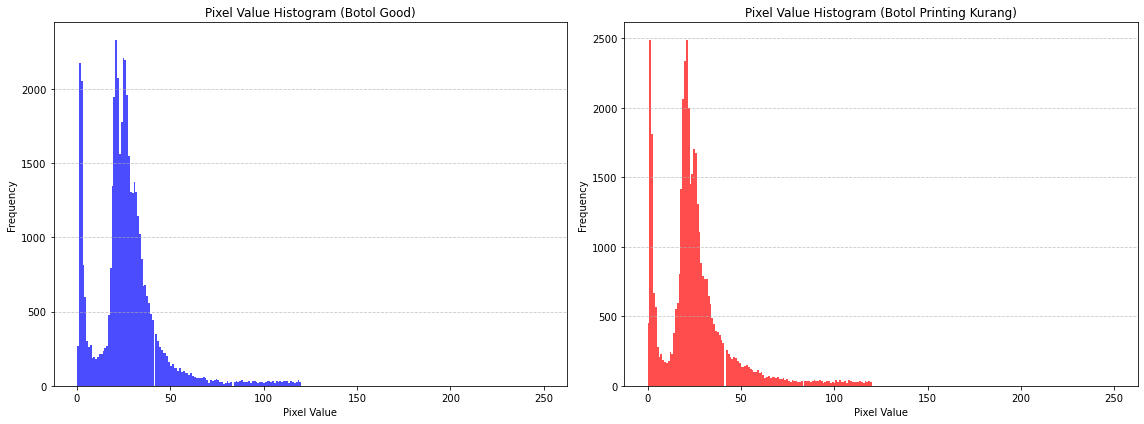 Pixel Value Histogram (Botol Good)
Frequency
2000
1500
1000
500
0
0 50 100 150 200 250
Pixel Value
Pixel Value Histogram (Botol Printing Kurang)
Frequency
2500
2000
1500
1000
500
0
0 50 100 150 200 250
Pixel Value